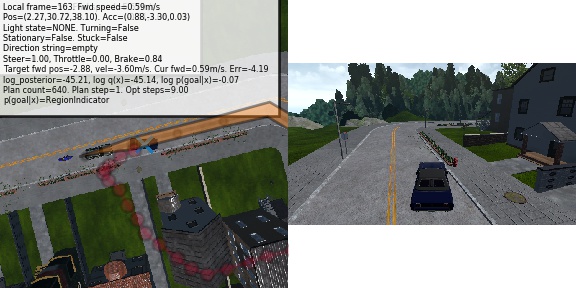 Local frame=163. Fwd speed=0.59m/s
Pos=(2.27,30.72,38.10). Acc=(0.88,-3.30,0.03)
Light state=NONE. Turning=False
Stationary=False. Stuck=False
Direction string=empty
Steer=1.00, Throttle=0.00, Brake=0.84
Target fwd pos=-2.88, vel=-3.60m/s. Cur fwd=0.59m/s. Err=-4.19
log_posterior=-45.21, log q(x)=-45.14, log p(goal|x)=-0.07
Plan count=640. Plan step=1. Opt steps=9.00
p(goal|x)=RegionIndicator